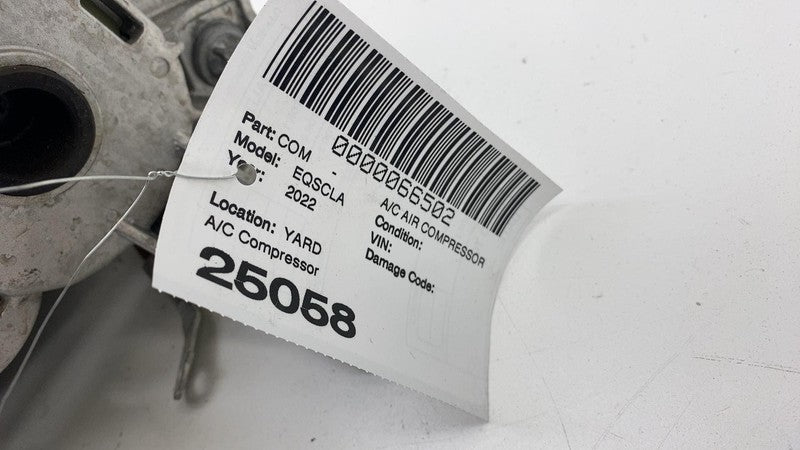 0000066502
Part: COM - A/C AIR COMPRESSOR
Model: EQSCLA Condition:
Year: 2022 VIN:
Damage Code:
Location: YARD
A/C Compressor
25058